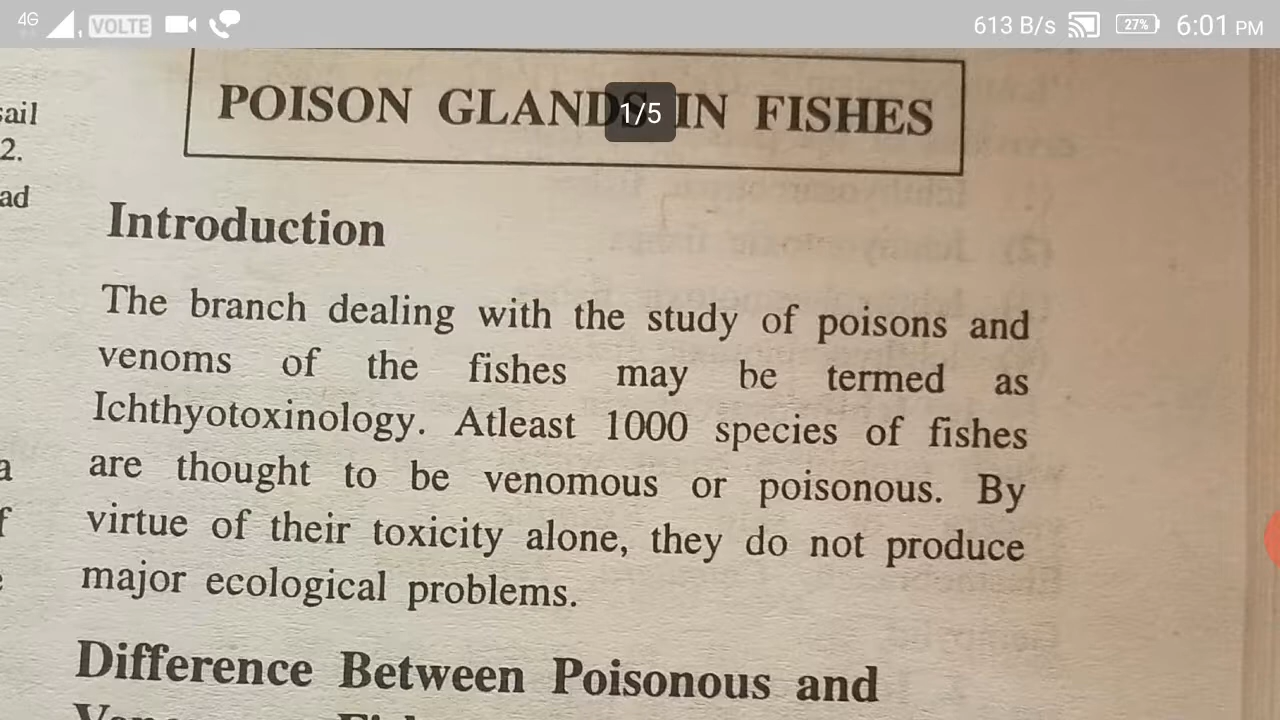 4G VOLTE 613 B/s 27% 6:01 PM
POISON GLANDS IN FISHES
1/5
sail
2.
ad
Introduction
The branch dealing with the study of poisons and
venoms of the fishes may be termed as
Ichthyotoxinology. Atleast 1000 species of fishes
a
are thought to be venomous or poisonous. By
f
virtue of their toxicity alone, they do not produce
major ecological problems.
Difference Between Poisonous and